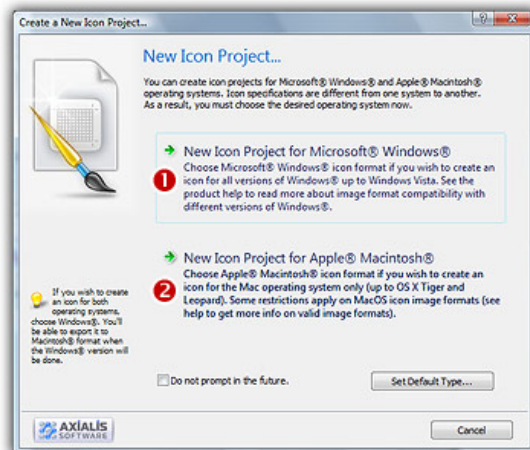 Create a New Icon Project...
New Icon Project...
You can create icon projects for Microsoft® Windows® and Apple® Macintosh®
operating systems. Icon specifications are different from one system to another.
As a result, you must choose the desired operating system now.
New Icon Project for Microsoft® Windows®
1
Choose Microsoft® Windows® icon format if you wish to create an
icon for all versions of Windows® up to Windows Vista. See the
product help to read more about image format compatibility with
different versions of Windows®.
New Icon Project for Apple® Macintosh®
2
Choose Apple® Macintosh® icon format if you wish to create an
icon for the Mac operating system only (up to OS X Tiger and
Leopard). Some restrictions apply on MacOS icon image formats (see
help to get more info on valid image formats).
If you wish to create
an icon for both
operating systems,
choose Windows®. You'll
be able to export it to
Macintosh® format when
the Windows® version will
be done.
Do not prompt in the future.
Set Default Type...
AXIALIS
SOFTWARE
Cancel